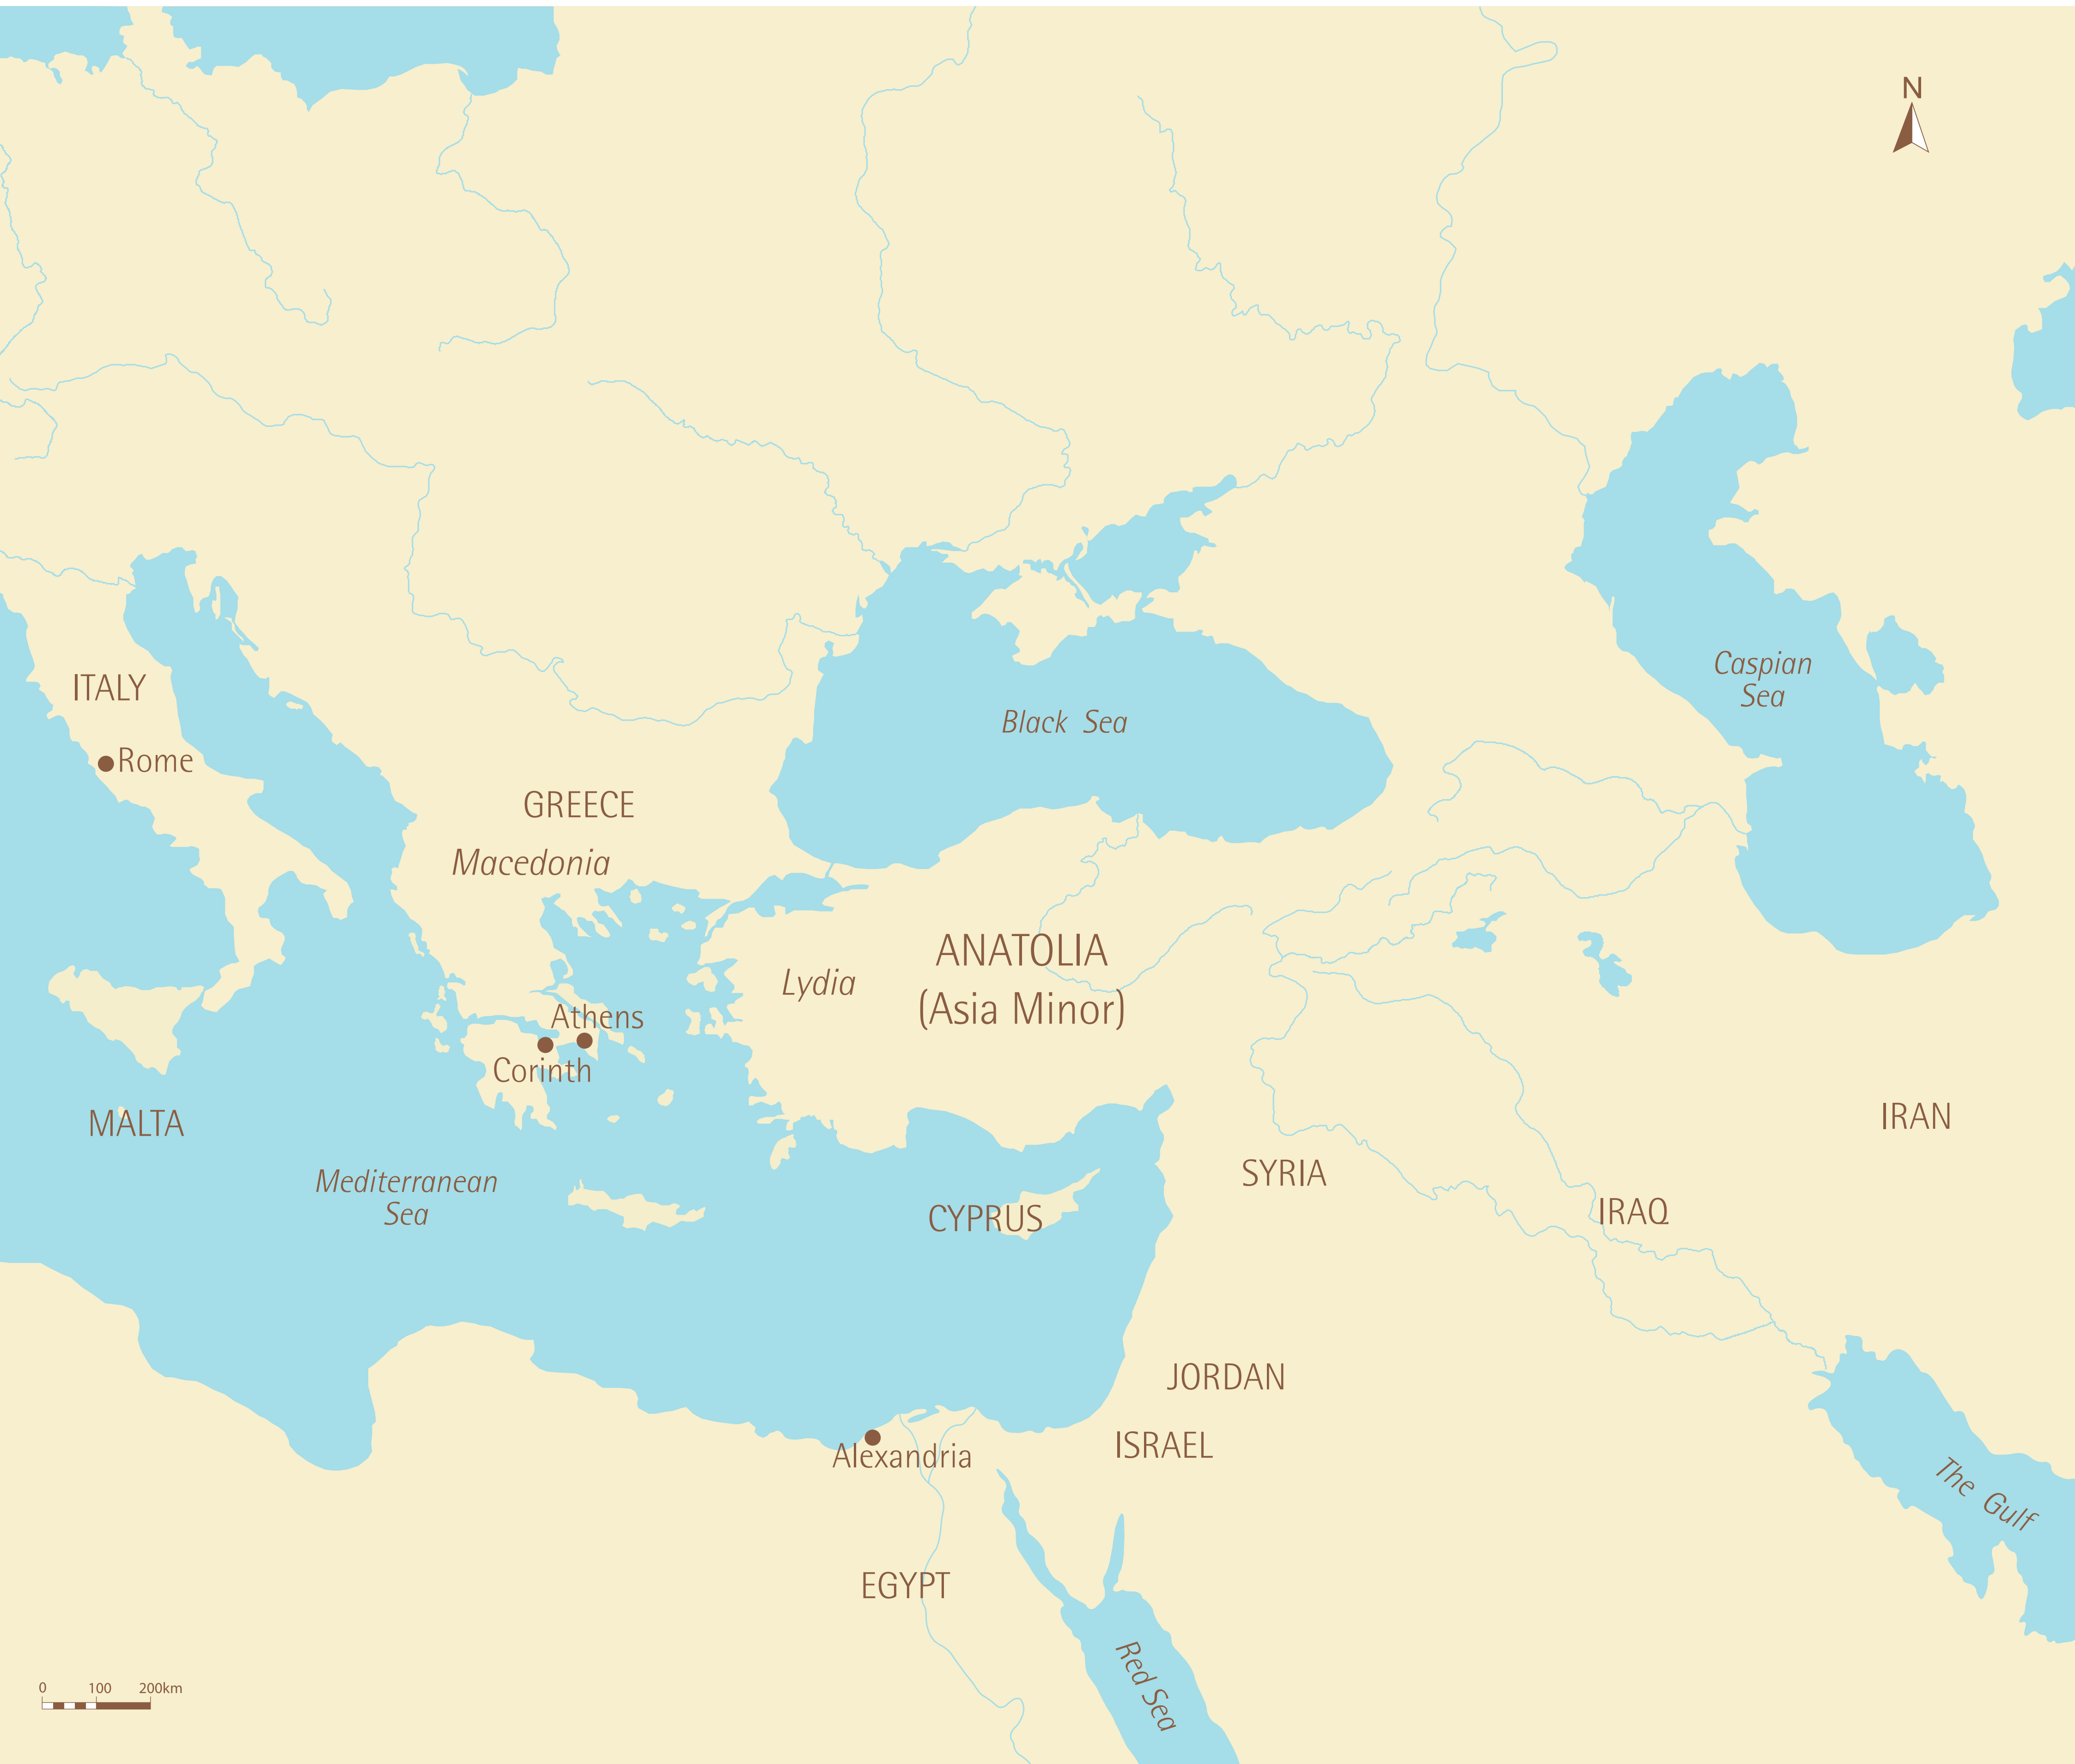 N
Caspian
Sea
ITALY
Black Sea
Rome
GREECE
Macedonia
ANATOLIA
(Asia Minor)
Lydia
Athens
Corinth
MALTA
IRAN
Mediterranean
Sea
SYRIA
CYPRUS
IRAQ
JORDAN
ISRAEL
Alexandria
The Gulf
EGYPT
Red Sea
0 100 200km